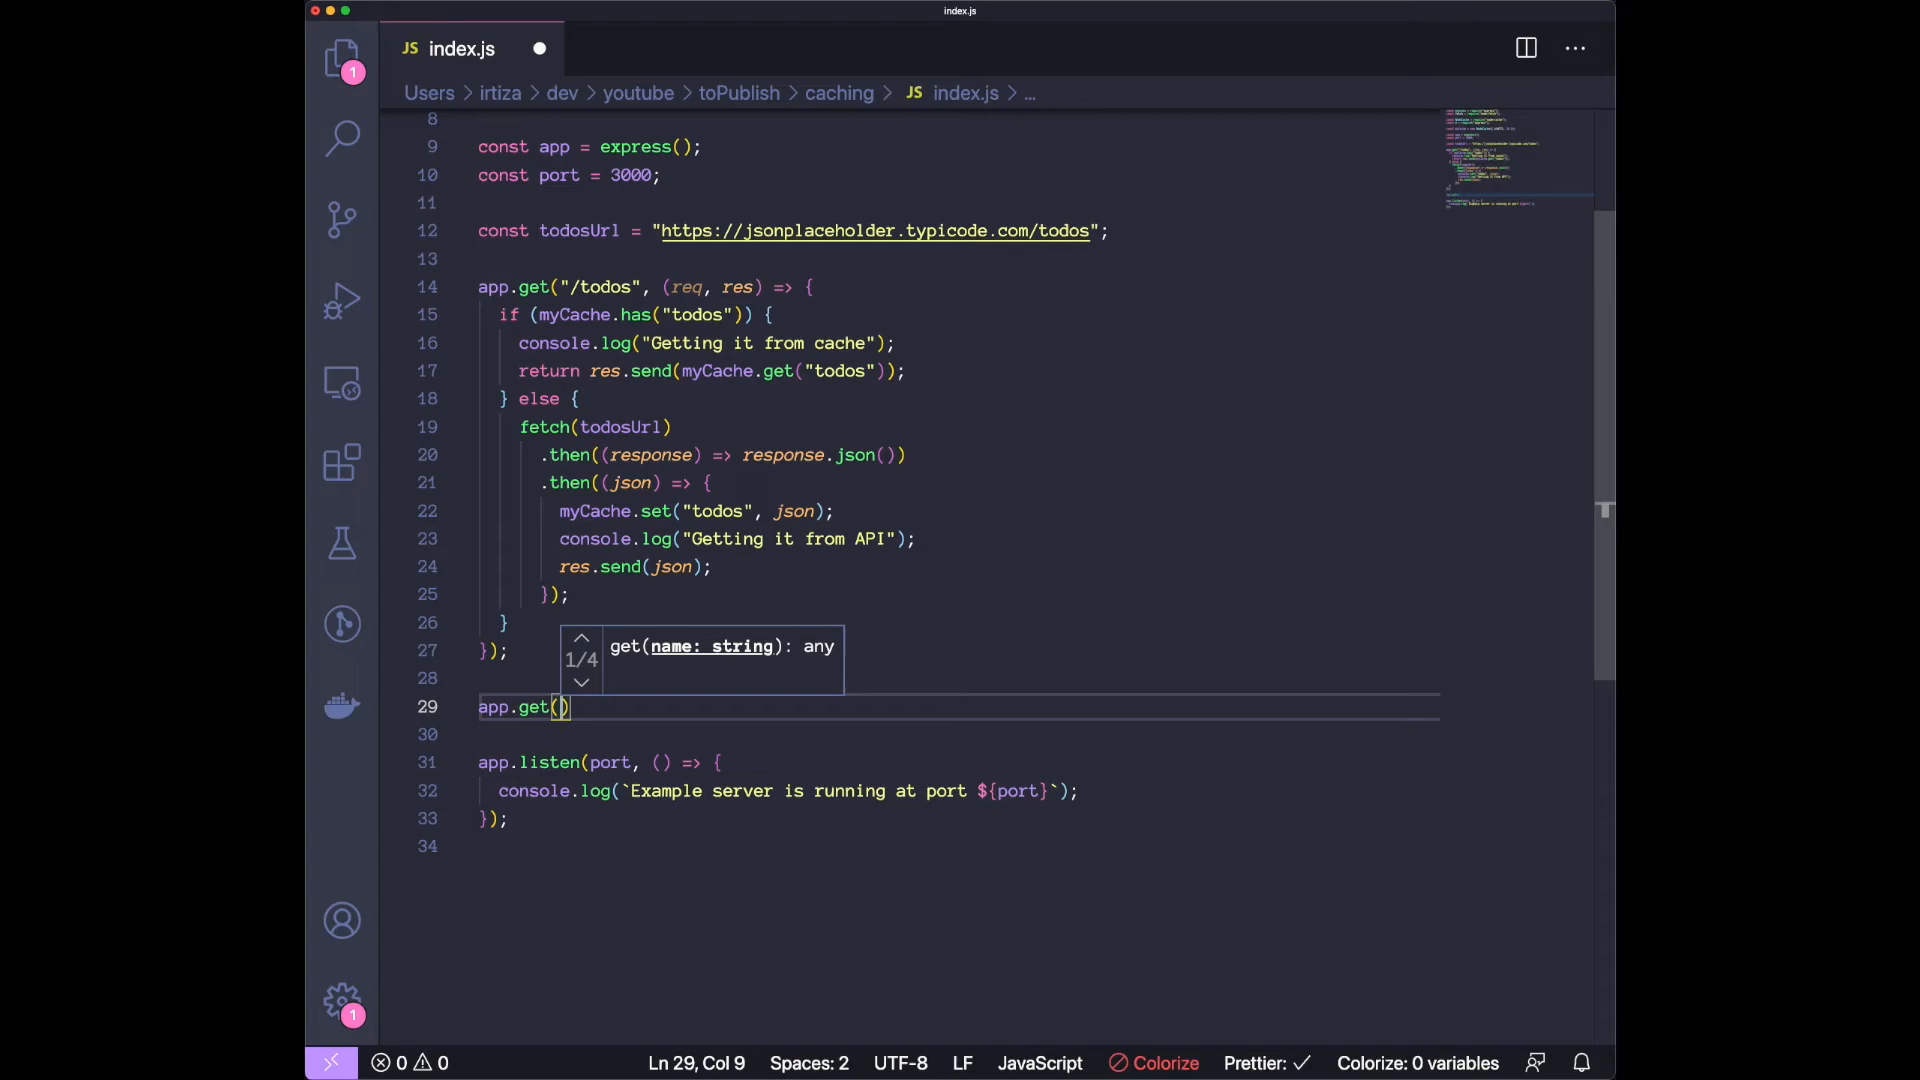 index.js
JS index.js
Users > irtiza > dev > youtube > toPublish > caching > JS index.js > ...
8
9 const app = express();
10 const port = 3000;
11
12 const todosUrl = "https://jsonplaceholder.typicode.com/todos";
13
14 app.get("/todos", (req, res) => {
15 if (myCache.has("todos")) {
16 console.log("Getting it from cache");
17 return res.send(myCache.get("todos"));
18 } else {
19 fetch(todosUrl)
20 .then((response) => response.json())
21 .then((json) => {
22 myCache.set("todos", json);
23 console.log("Getting it from API");
24 res.send(json);
25 });
26 }
27 });
1/4 get(name: string): any
28
29 app.get()
30
31 app.listen(port, () => {
32 console.log(`Example server is running at port ${port}`);
33 });
34
1
1
0 0 Ln 29, Col 9 Spaces: 2 UTF-8 LF JavaScript Colorize Prettier: ✓ Colorize: 0 variables